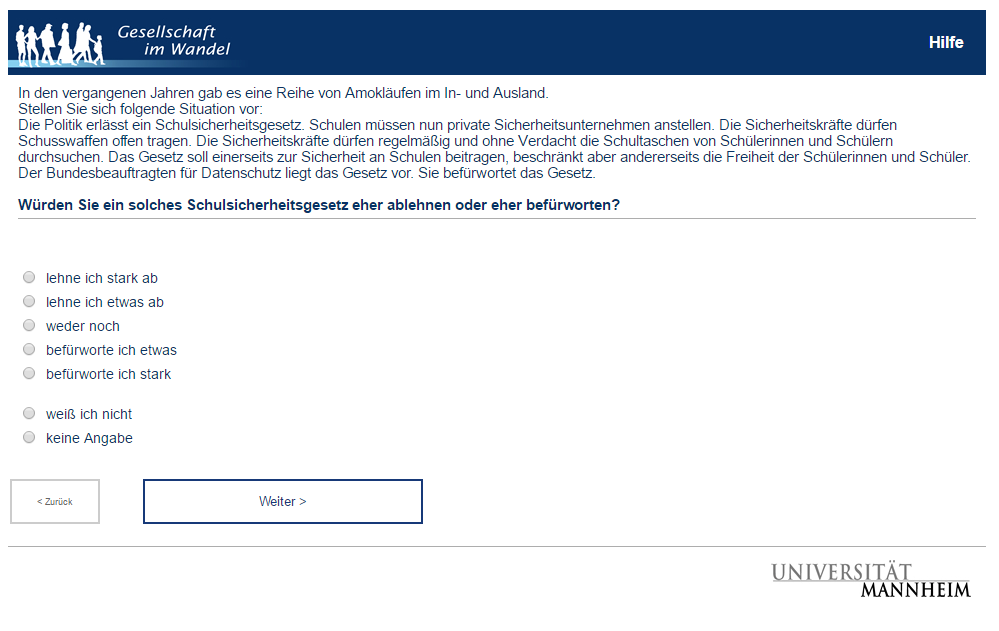 Gesellschaft
im Wandel
Hilfe
In den vergangenen Jahren gab es eine Reihe von Amokläufen im In- und Ausland.
Stellen Sie sich folgende Situation vor:
Die Politik erlässt ein Schulsicherheitsgesetz. Schulen müssen nun private Sicherheitsunternehmen anstellen. Die Sicherheitskräfte dürfen
Schusswaffen offen tragen. Die Sicherheitskräfte dürfen regelmäßig und ohne Verdacht die Schultaschen von Schülerinnen und Schülern
durchsuchen. Das Gesetz soll einerseits zur Sicherheit an Schulen beitragen, beschränkt aber andererseits die Freiheit der Schülerinnen und Schüler.
Der Bundesbeauftragten für Datenschutz liegt das Gesetz vor. Sie befürwortet das Gesetz.
Würden Sie ein solches Schulsicherheitsgesetz eher ablehnen oder eher befürworten?
lehne ich stark ab
lehne ich etwas ab
weder noch
befürworte ich etwas
befürworte ich stark
weiß ich nicht
keine Angabe
< Zurück
Weiter >
UNIVERSITÄT
MANNHEIM